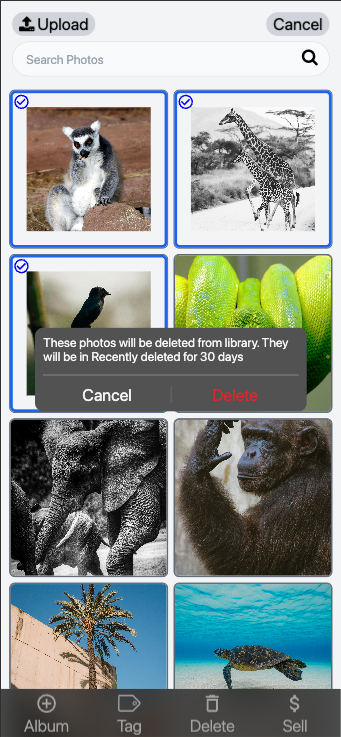 Upload
Cancel
Search Photos
These photos will be deleted from library. They
will be in Recently deleted for 30 days
Cancel
Delete
Album
Tag
Delete
Sell